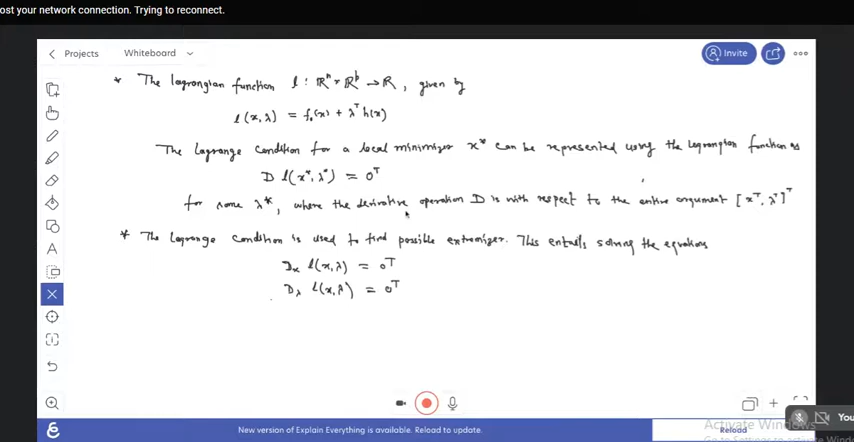 ost your network connection. Trying to reconnect.
Projects Whiteboard Invite
* The lagrangian function l : ℝⁿ × ℝᵖ → ℝ, given by
l(x,λ) = f₀(x) + λᵀh(x)
The Lagrange condition for a local minimizer x* can be represented using the Lagrangian function as
D l(x*, λ*) = 0ᵀ
for some λ*, where the derivative operation D is with respect to the entire argument [xᵀ, λᵀ]ᵀ
* The Lagrange condition is used to find possible extremizer. This entails solving the equations
Dₓ l(x,λ) = 0ᵀ
D_λ l(x,λ) = 0ᵀ
You
Activate Windows
New version of Explain Everything is available. Reload to update. Reload